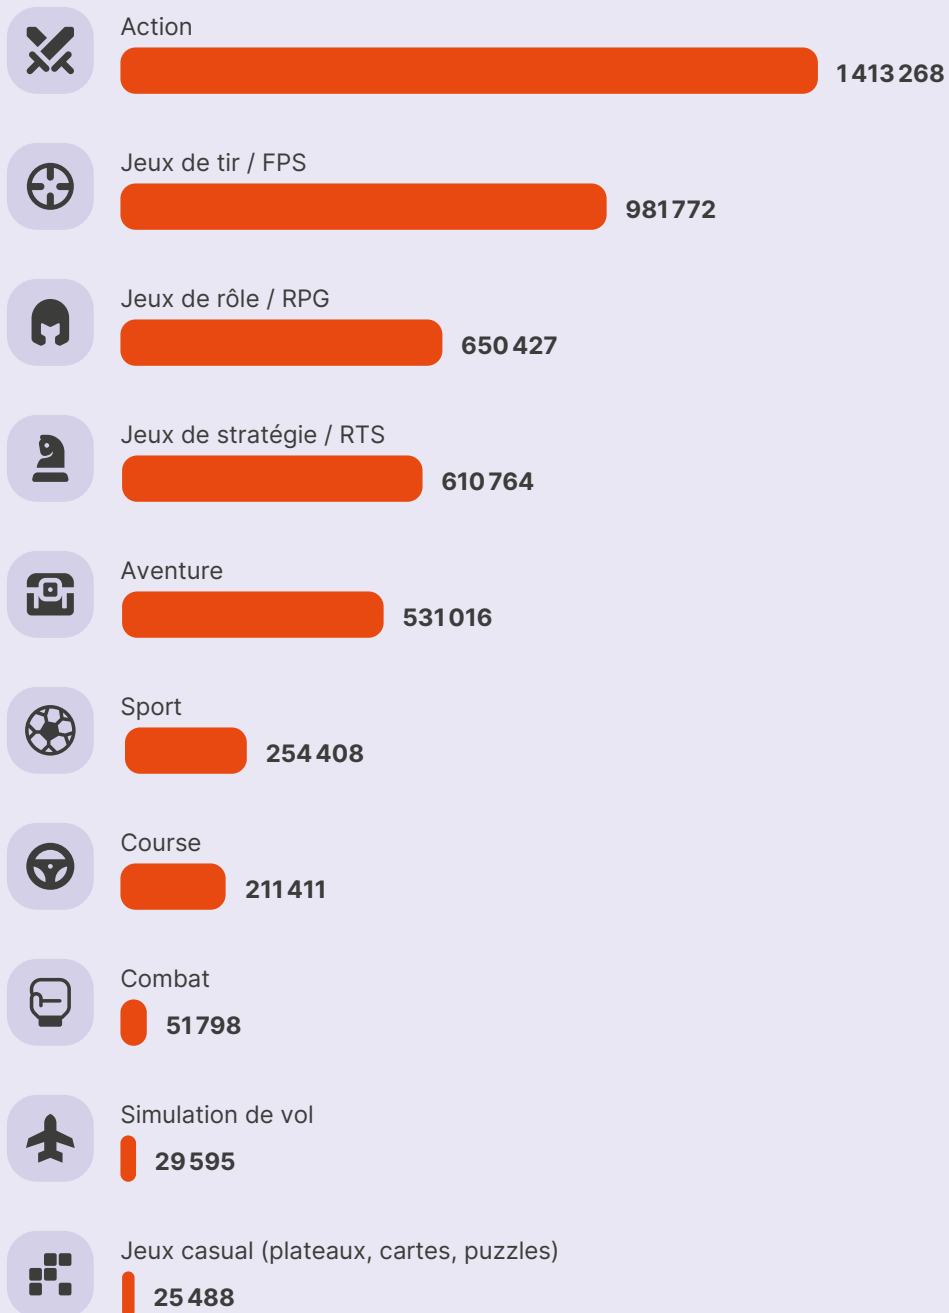 Action
1 413 268
Jeux de tir / FPS
981 772
Jeux de rôle / RPG
650 427
Jeux de stratégie / RTS
610 764
Aventure
531 016
Sport
254 408
Course
211 411
Combat
51 798
Simulation de vol
29 595
Jeux casual (plateaux, cartes, puzzles)
25 488